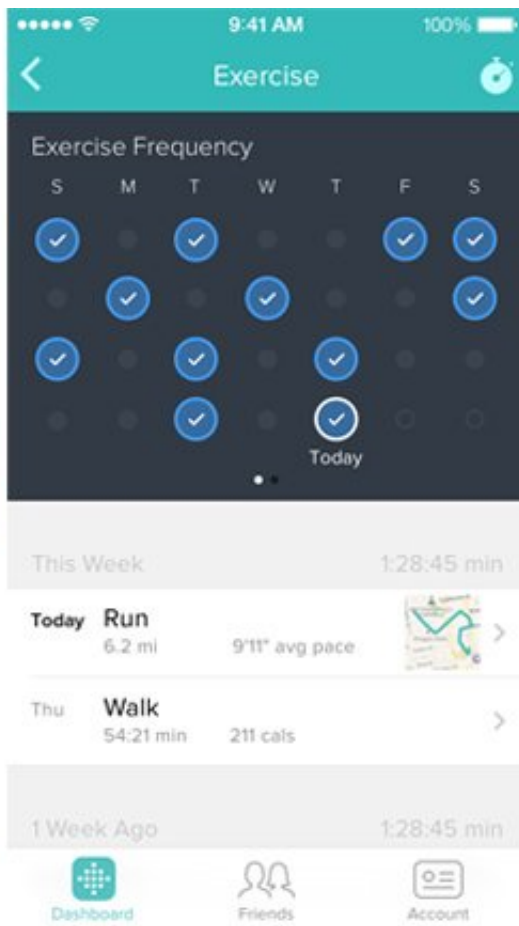 9:41 AM 100%
Exercise
Exercise Frequency
S M T W T F S
Today
This Week 1:28:45 min
Today Run
6.2 mi 9'11" avg pace
Thu Walk
54:21 min 211 cals
1 Week Ago 1:28:45 min
Dashboard Friends Account